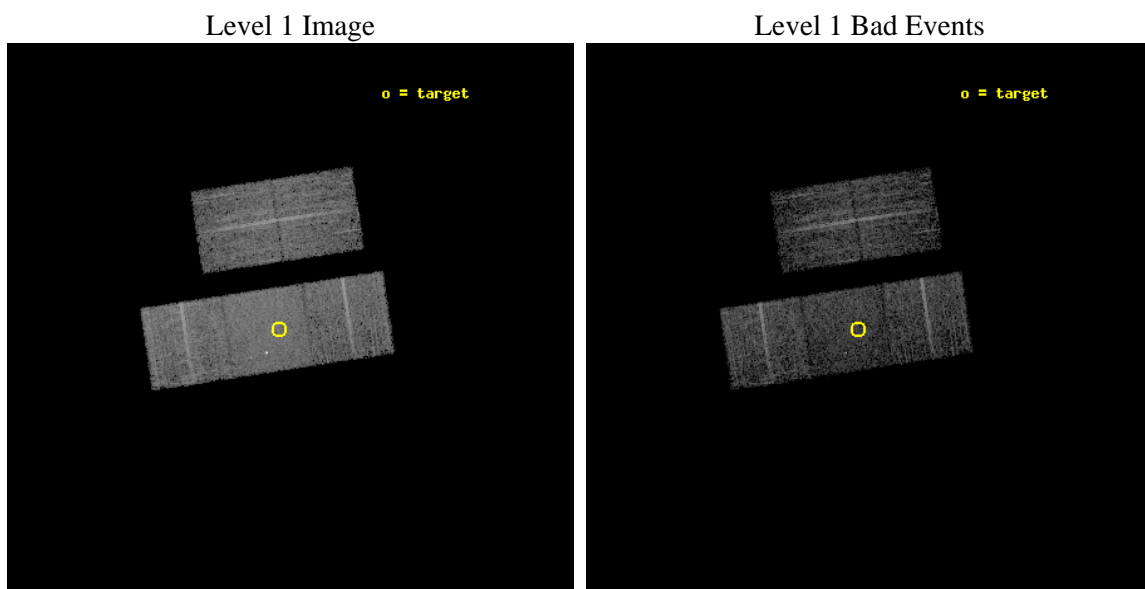 Level 1 Image
Level 1 Bad Events
o = target
o = target